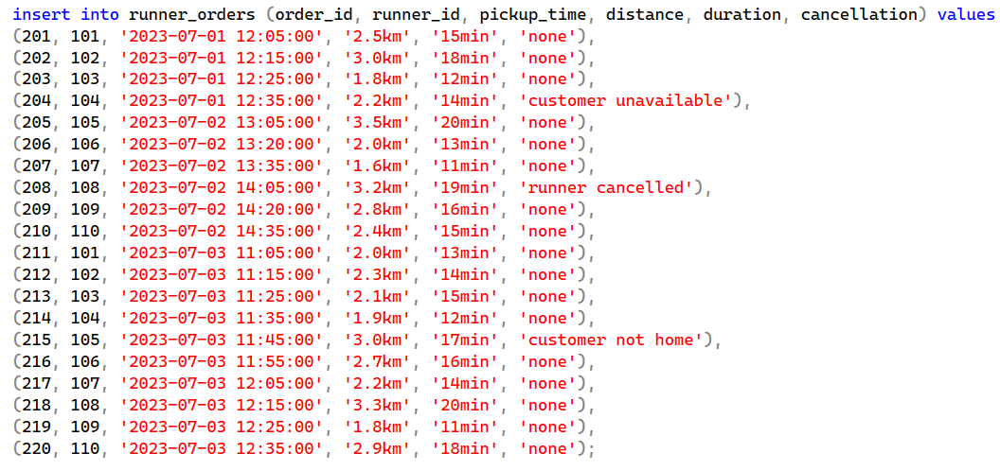 insert into runner_orders (order_id, runner_id, pickup_time, distance, duration, cancellation) values
(201, 101, '2023-07-01 12:05:00', '2.5km', '15min', 'none'),
(202, 102, '2023-07-01 12:15:00', '3.0km', '18min', 'none'),
(203, 103, '2023-07-01 12:25:00', '1.8km', '12min', 'none'),
(204, 104, '2023-07-01 12:35:00', '2.2km', '14min', 'customer unavailable'),
(205, 105, '2023-07-02 13:05:00', '3.5km', '20min', 'none'),
(206, 106, '2023-07-02 13:20:00', '2.0km', '13min', 'none'),
(207, 107, '2023-07-02 13:35:00', '1.6km', '11min', 'none'),
(208, 108, '2023-07-02 14:05:00', '3.2km', '19min', 'runner cancelled'),
(209, 109, '2023-07-02 14:20:00', '2.8km', '16min', 'none'),
(210, 110, '2023-07-02 14:35:00', '2.4km', '15min', 'none'),
(211, 101, '2023-07-03 11:05:00', '2.0km', '13min', 'none'),
(212, 102, '2023-07-03 11:15:00', '2.3km', '14min', 'none'),
(213, 103, '2023-07-03 11:25:00', '2.1km', '15min', 'none'),
(214, 104, '2023-07-03 11:35:00', '1.9km', '12min', 'none'),
(215, 105, '2023-07-03 11:45:00', '3.0km', '17min', 'customer not home'),
(216, 106, '2023-07-03 11:55:00', '2.7km', '16min', 'none'),
(217, 107, '2023-07-03 12:05:00', '2.2km', '14min', 'none'),
(218, 108, '2023-07-03 12:15:00', '3.3km', '20min', 'none'),
(219, 109, '2023-07-03 12:25:00', '1.8km', '11min', 'none'),
(220, 110, '2023-07-03 12:35:00', '2.9km', '18min', 'none');